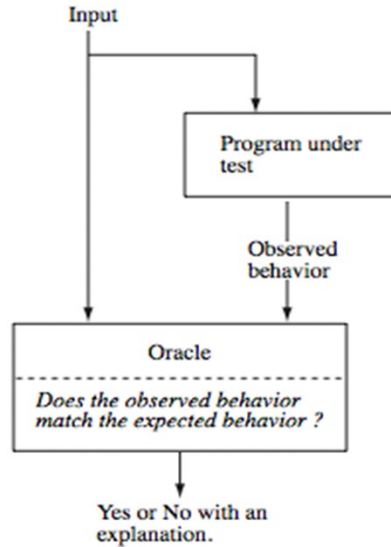 Input
Program under
test
Observed
behavior
Oracle
Does the observed behavior
match the expected behavior ?
Yes or No with an
explanation.